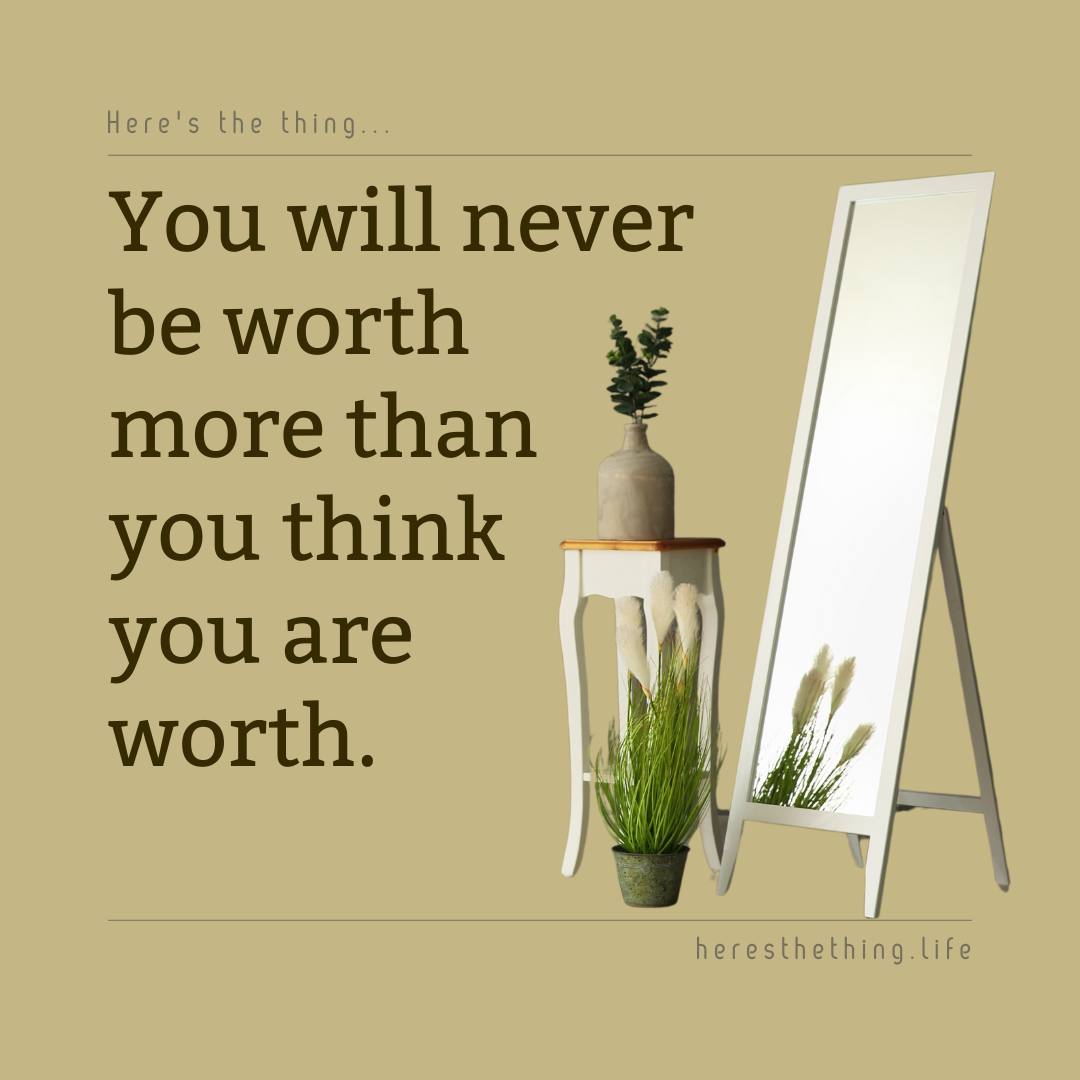 Here's the thing...
You will never
be worth
more than
you think
you are
worth.
heresthething.life